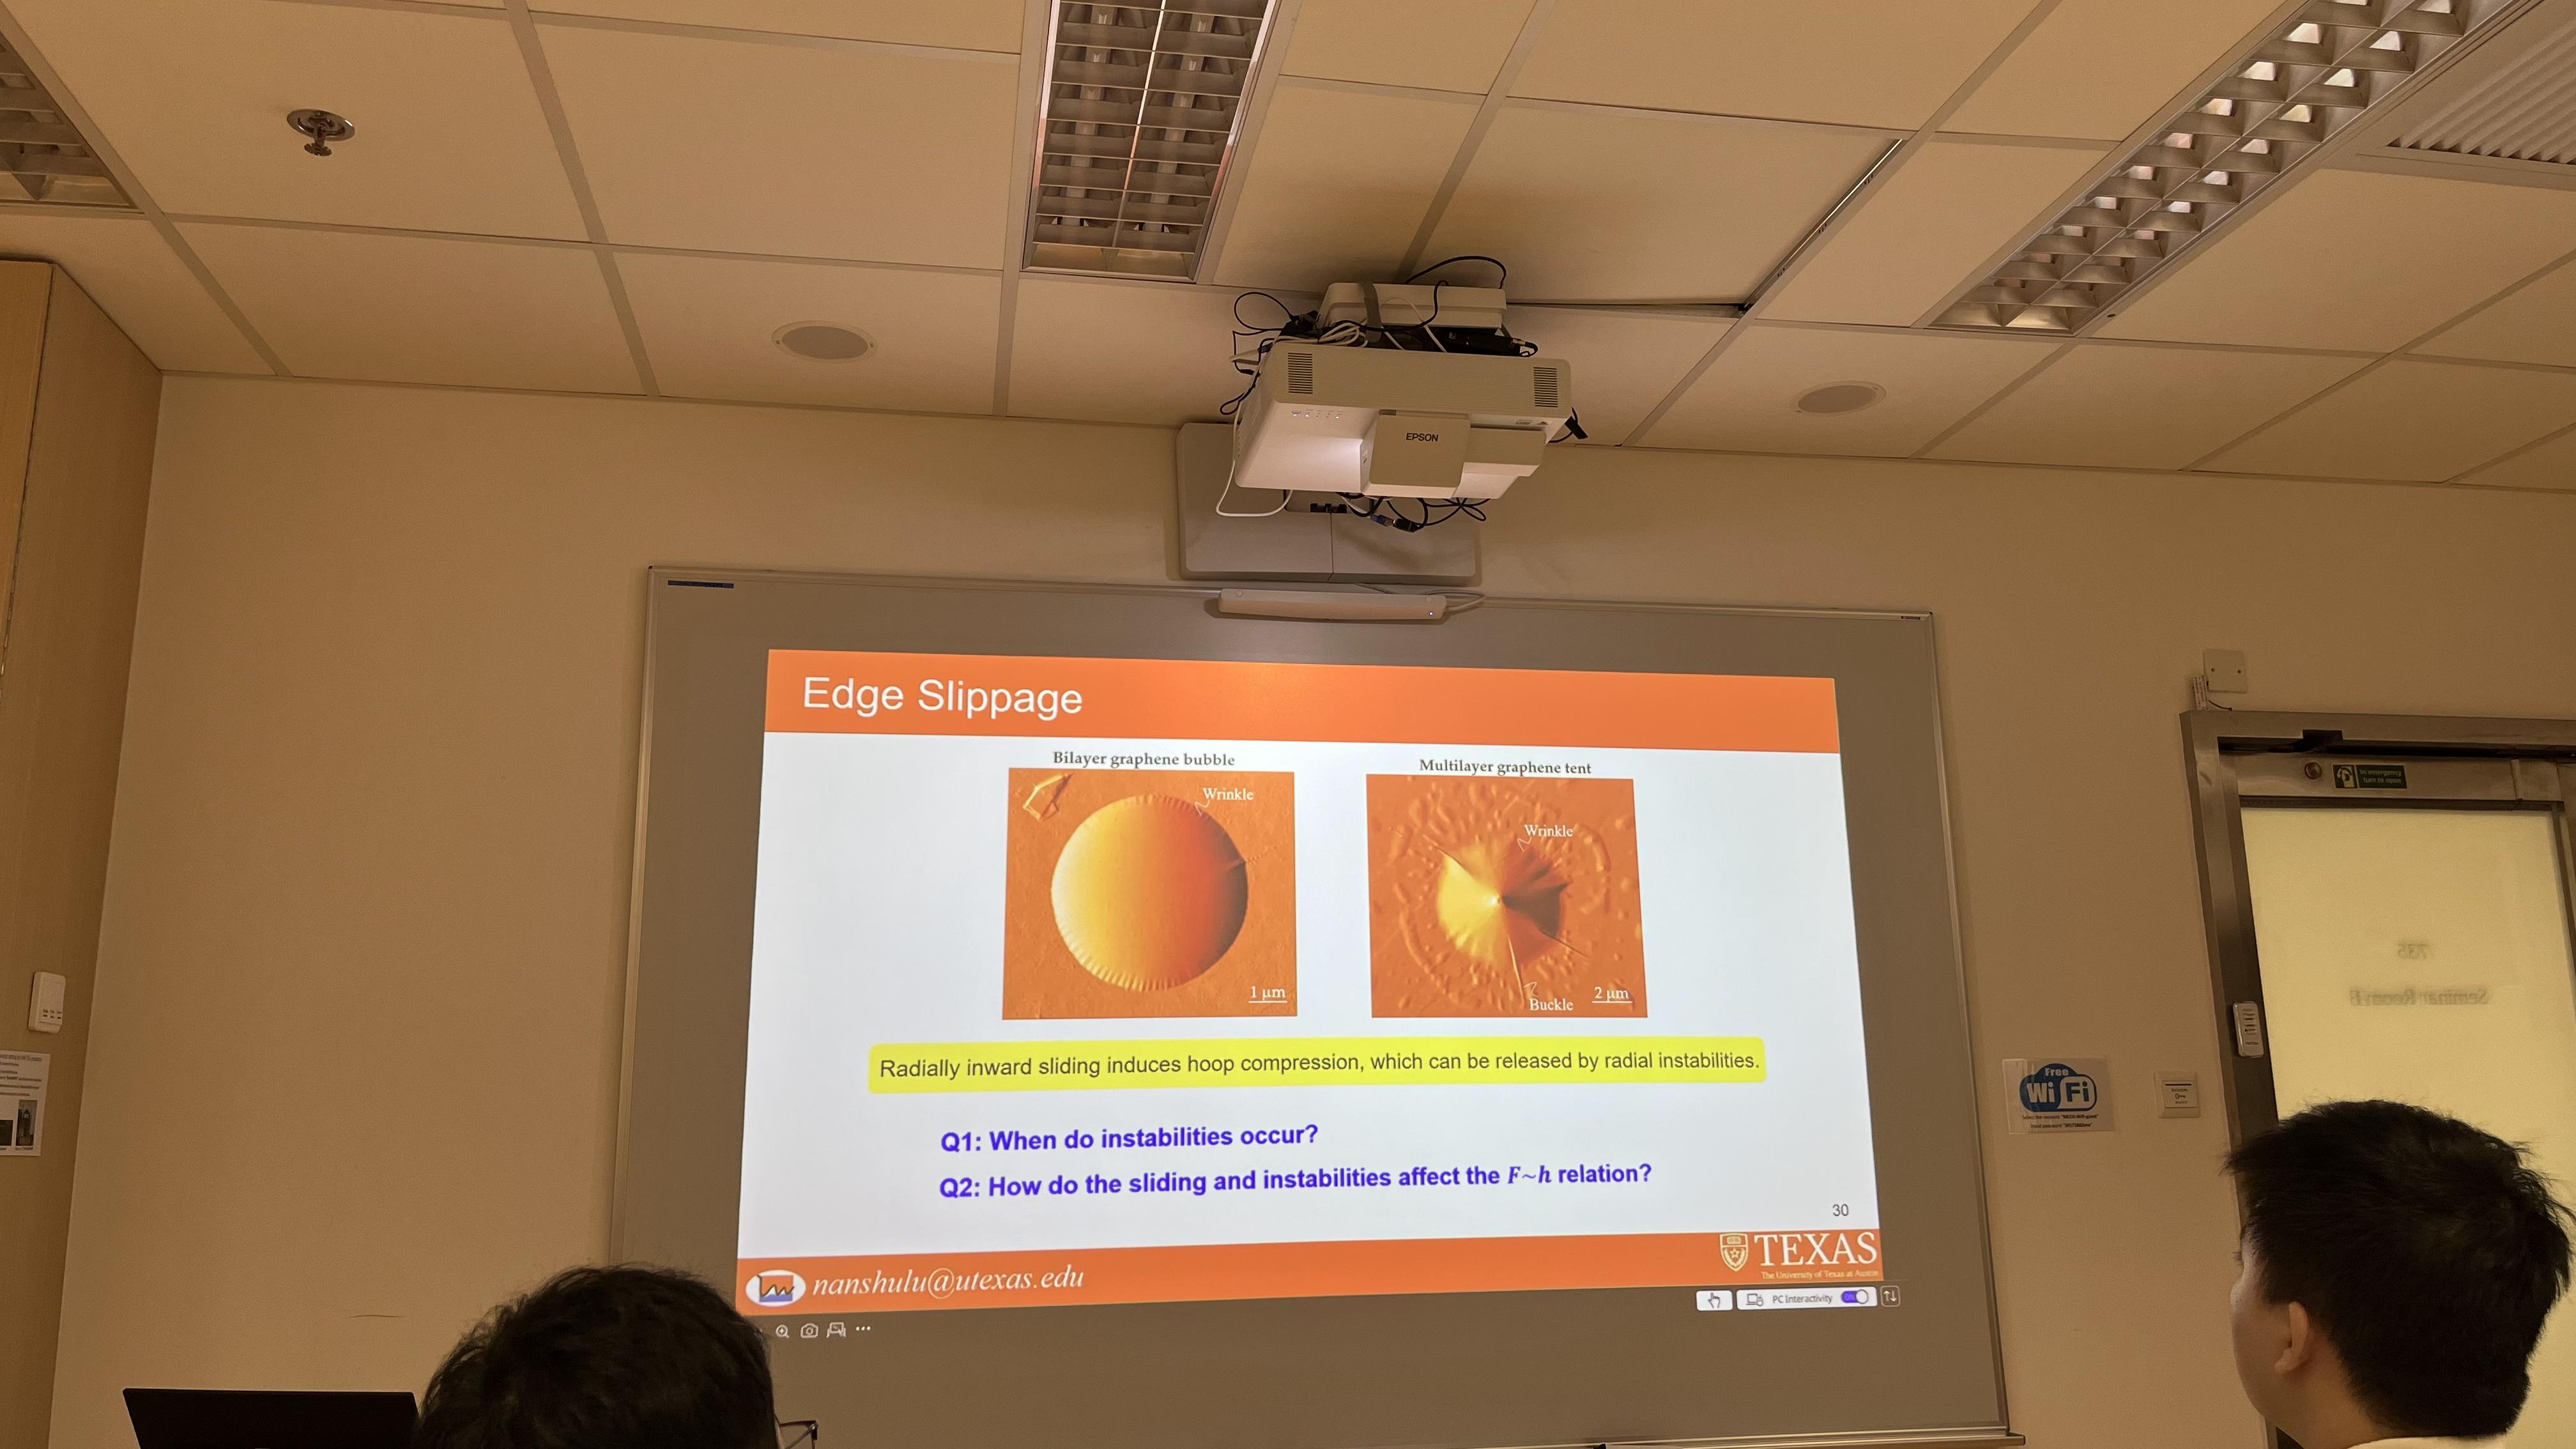 EPSON
Edge Slippage
Bilayer graphene bubble
Multilayer graphene tent
Wrinkle
1 μm
Wrinkle
Buckle
2 μm
Radially inward sliding induces hoop compression, which can be released by radial instabilities.
Q1: When do instabilities occur?
Q2: How do the sliding and instabilities affect the F~h relation?
30
nanshulu@utexas.edu
TEXAS
The University of Texas at Austin
PC Interactivity
Free
Wi Fi
735
Seminar Room B